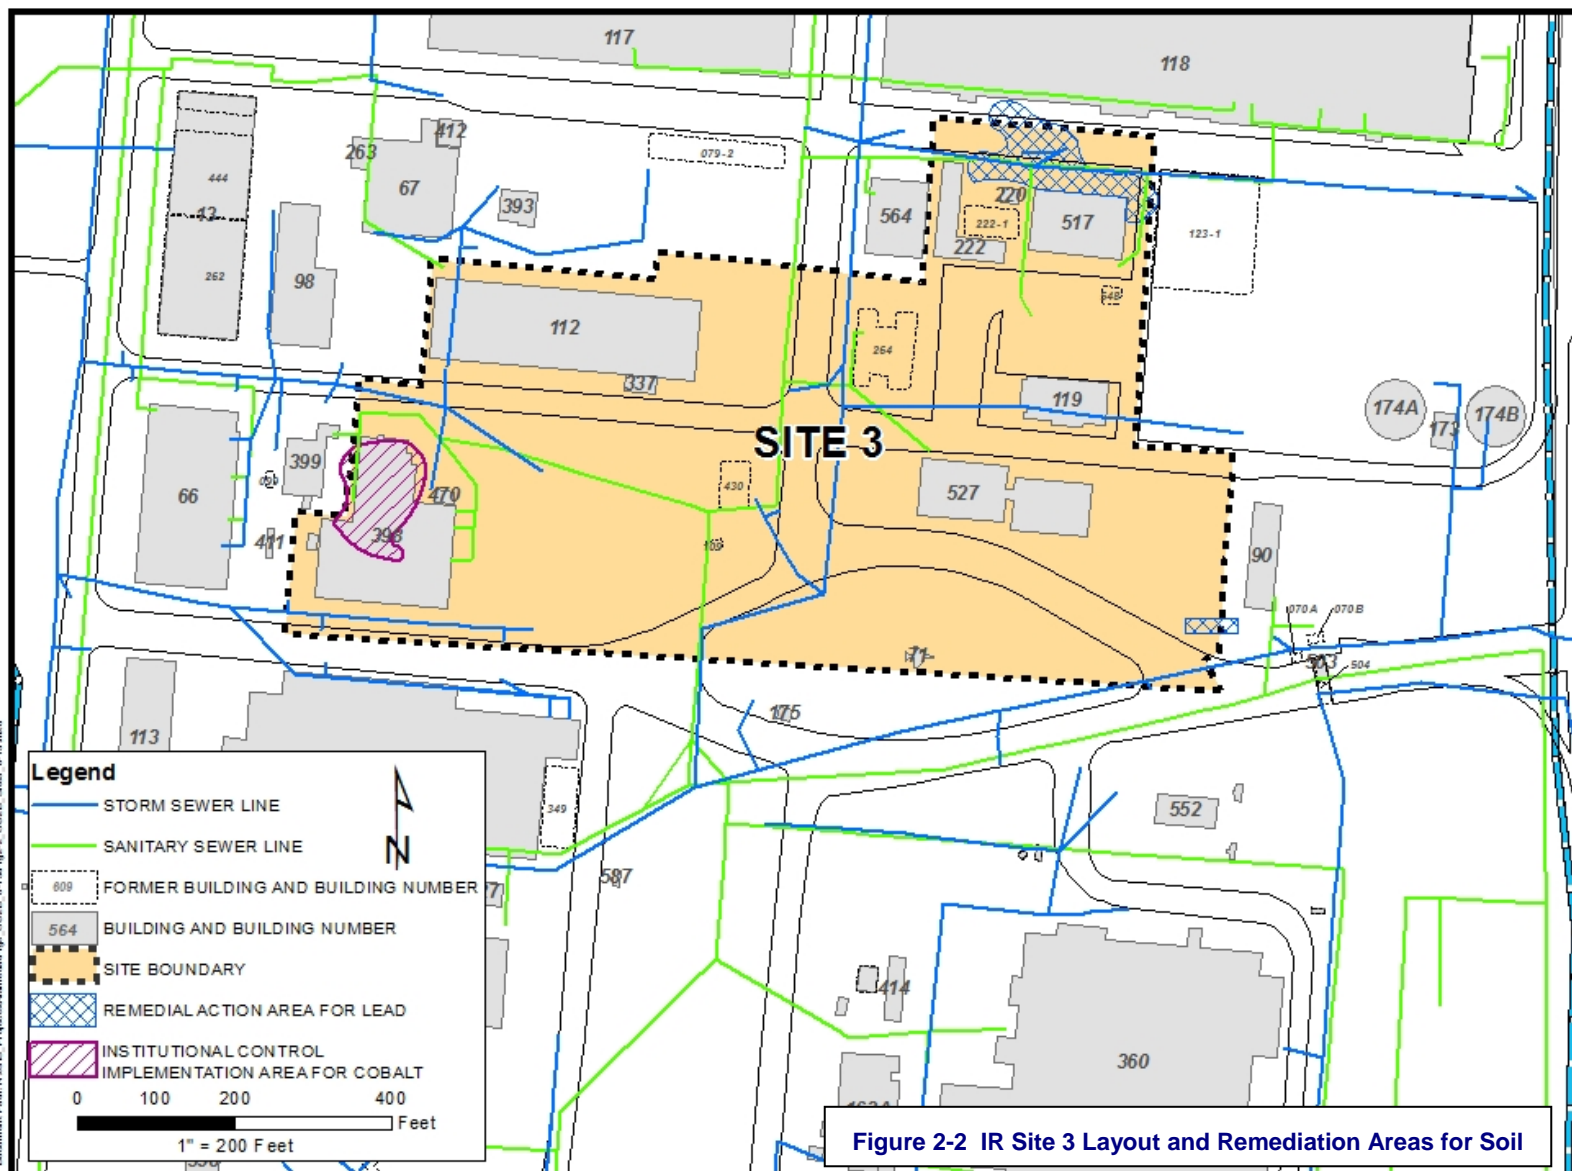 117
118
412
263
079-2
444
67
13
393
564
220
222-1
517
222
123-1
262
98
648
112
264
337
119
174A
174B
173
SITE 3
399
430
527
66
470
398
411
109
90
070 A
070 B
71
503
504
175
113
Legend
STORM SEWER LINE
349
552
SANITARY SEWER LINE
N
609
FORMER BUILDING AND BUILDING NUMBER
587
564
BUILDING AND BUILDING NUMBER
SITE BOUNDARY
414
REMEDIAL ACTION AREA FOR LEAD
INSTITUTIONAL CONTROL
IMPLEMENTATION AREA FOR COBALT
360
0 100 200 400
Feet
1" = 200 Feet
Figure 2-2 IR Site 3 Layout and Remediation Areas for Soil